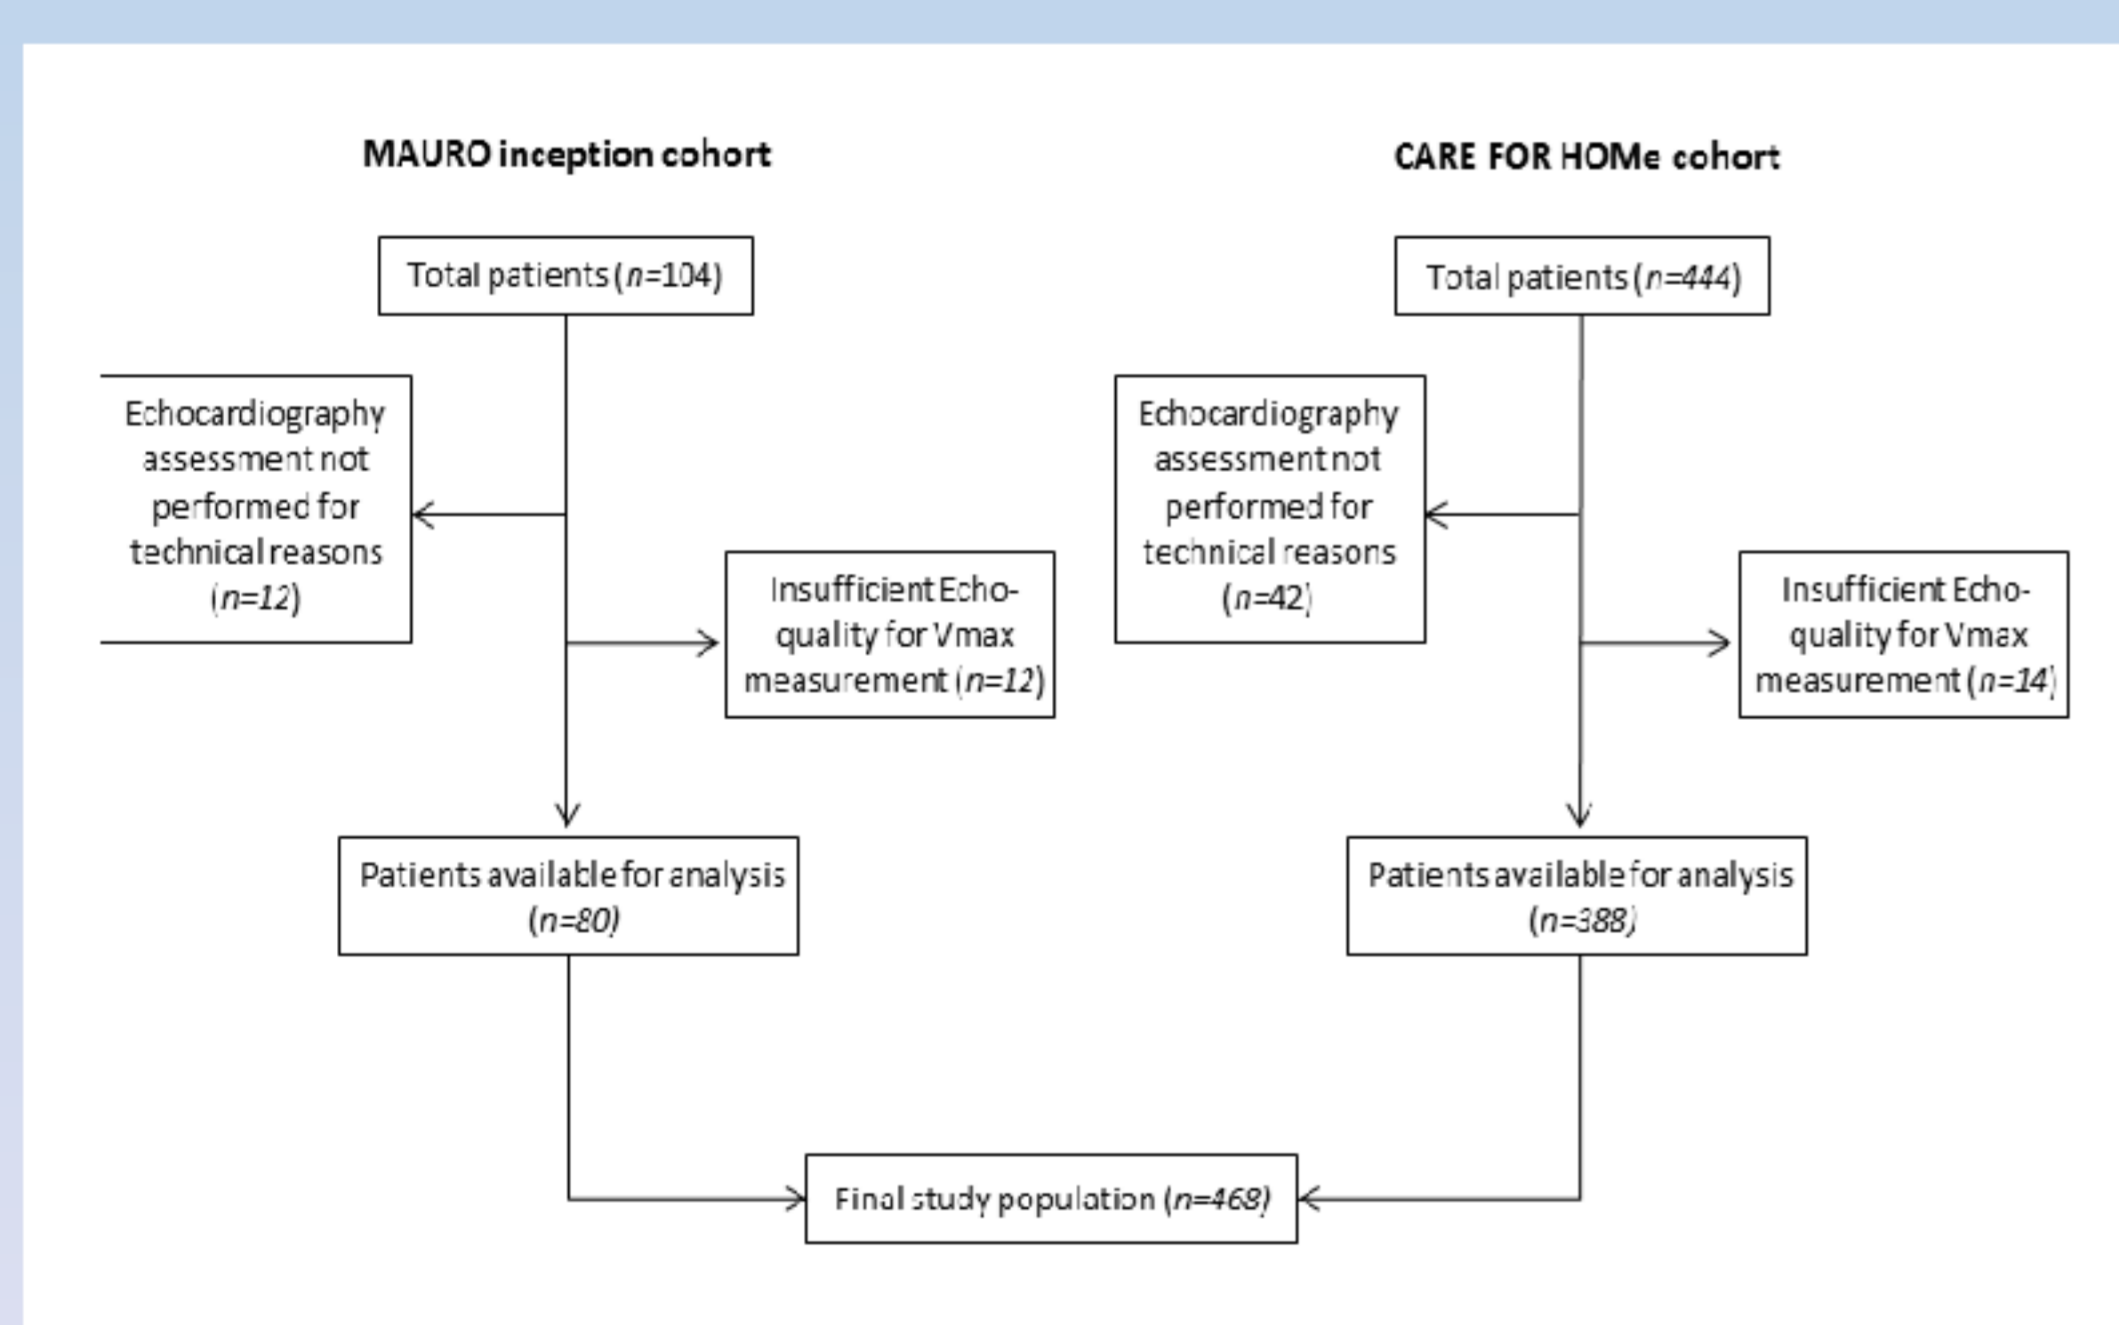 MAURO inception cohort
Total patients (n=104)
Echocardiography
assessment not
performed for
technical reasons
(n=12)
Insufficient Echo-
quality for Vmax
measurement (n=12)
Patients available for analysis
(n=80)
CARE FOR HOMe cohort
Total patients (n=444)
Echocardiography
assessment not
performed for
technical reasons
(n=42)
Insufficient Echo-
quality for Vmax
measurement (n=14)
Patients available for analysis
(n=388)
Final study population (n=468)